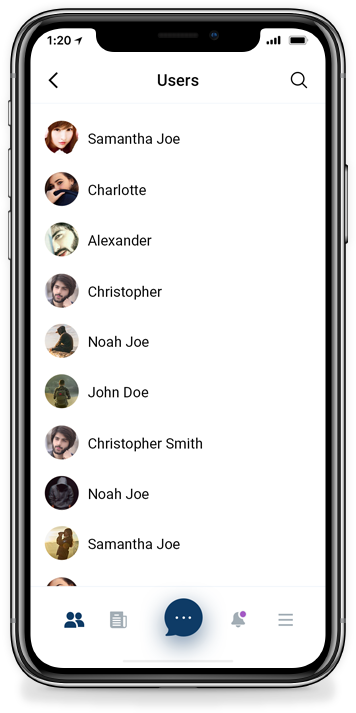 1:20
Users
Samantha Joe
Charlotte
Alexander
Christopher
Noah Joe
John Doe
Christopher Smith
Noah Joe
Samantha Joe